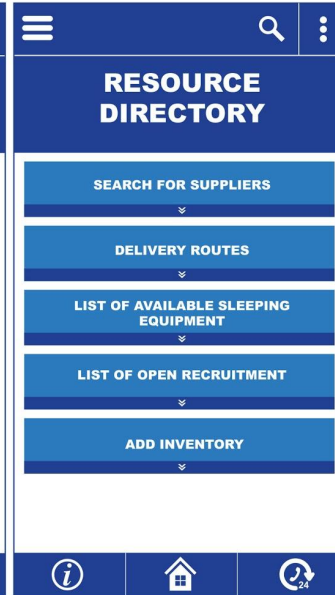 RESOURCE
DIRECTORY
SEARCH FOR SUPPLIERS
DELIVERY ROUTES
LIST OF AVAILABLE SLEEPING
EQUIPMENT
LIST OF OPEN RECRUITMENT
ADD INVENTORY
i
24